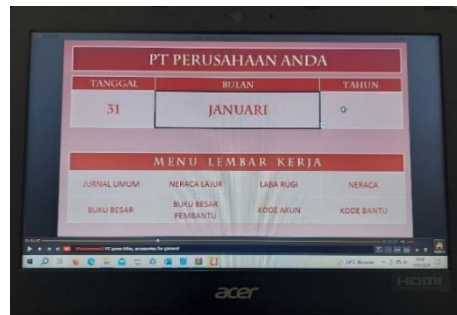 PT PERUSAHAAN ANDA
TANGGAL BULAN TAHUN
31 JANUARI
MENU LEMBAR KERJA
JURNAL UMUM NERACA LAJUR LABA RUGI NERACA
BUKU BESAR BUKU BESAR PEMBANTU KODE AKUN KODE BANTU
acer
HDMI